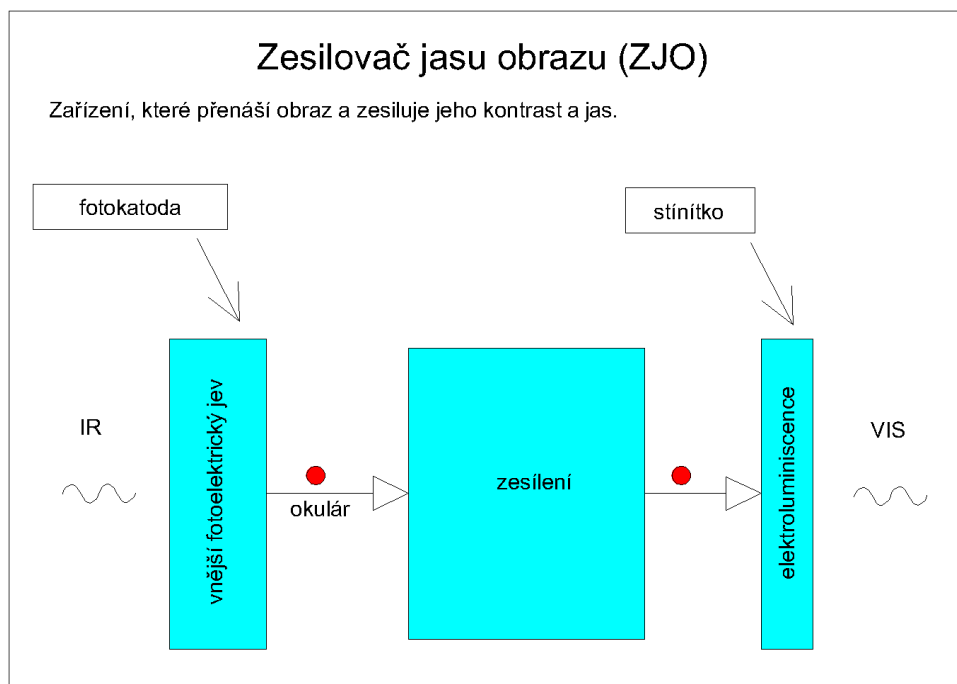 Zesilovač jasu obrazu (ZJO)
Zařízení, které přenáší obraz a zesiluje jeho kontrast a jas.
fotokatoda
stínítko
IR
vnější fotoelektrický jev
okulár
zesílení
elektroluminiscence
VIS